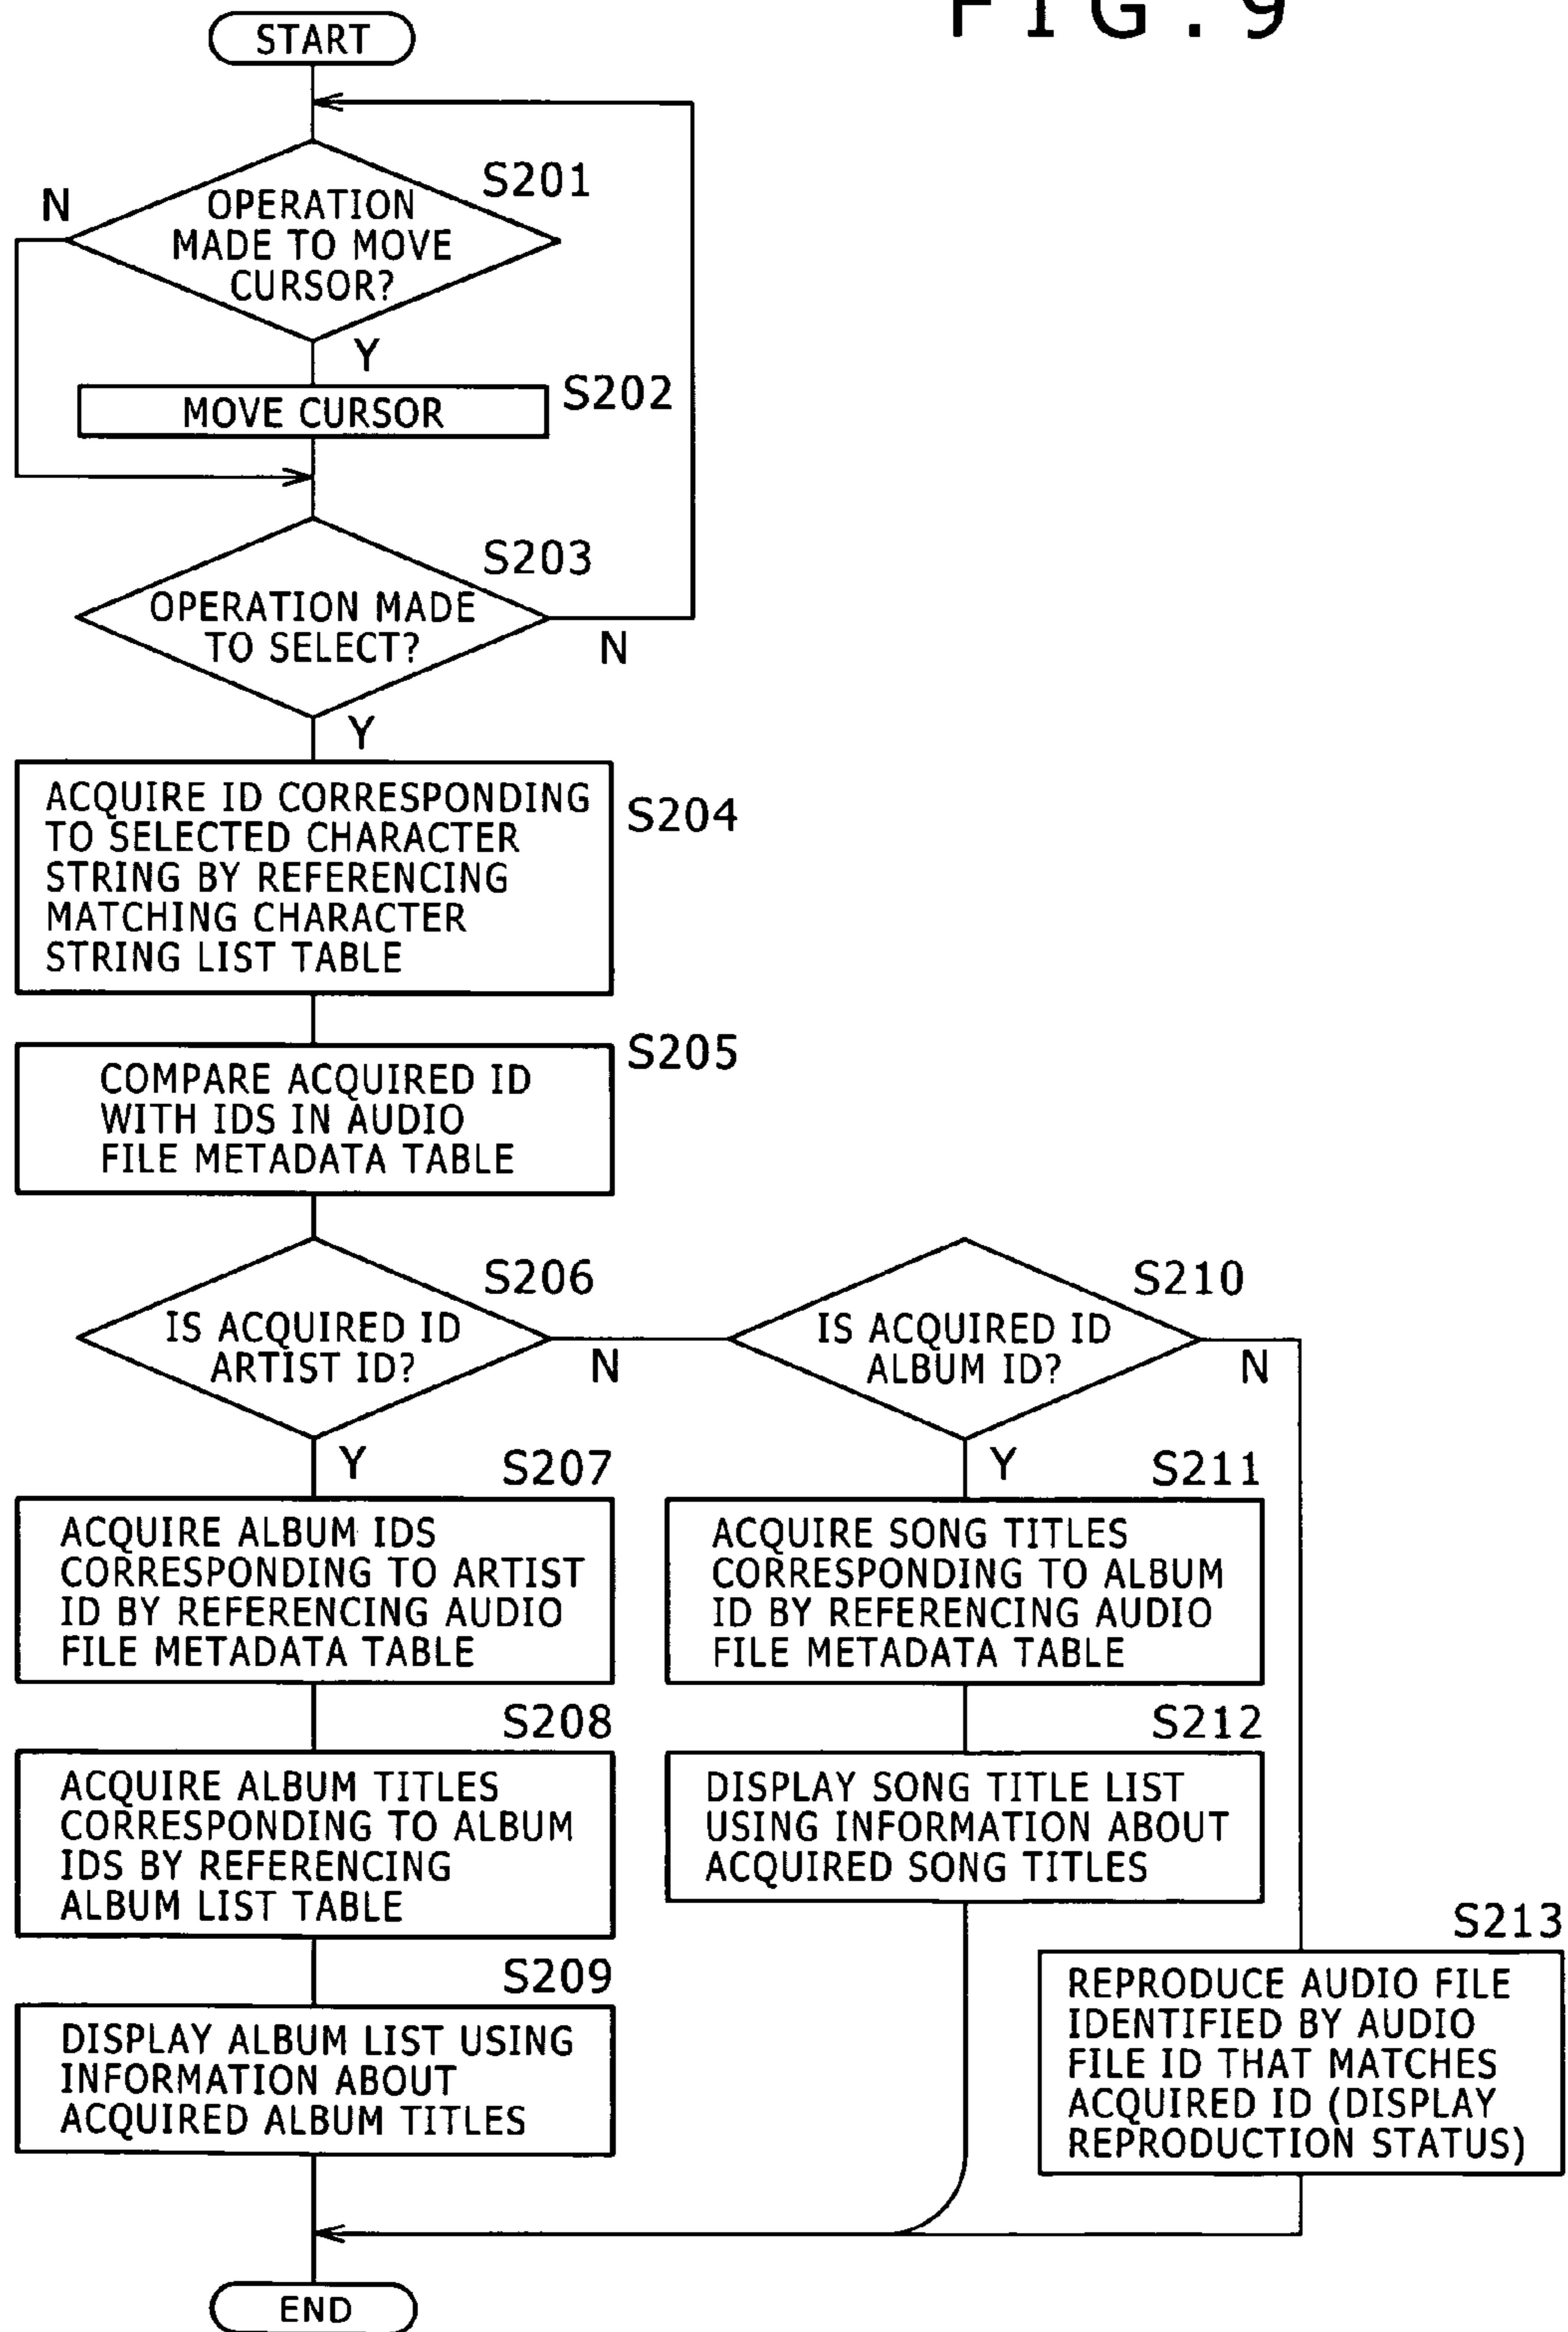 FIG.9
START
S201
N
OPERATION
MADE TO MOVE
CURSOR?
Y
S202
MOVE CURSOR
S203
OPERATION MADE
TO SELECT?
N
Y
ACQUIRE ID CORRESPONDING
TO SELECTED CHARACTER
STRING BY REFERENCING
MATCHING CHARACTER
STRING LIST TABLE
S204
S205
COMPARE ACQUIRED ID
WITH IDS IN AUDIO
FILE METADATA TABLE
S206
IS ACQUIRED ID
ARTIST ID?
N
Y
S210
IS ACQUIRED ID
ALBUM ID?
N
Y
S207
ACQUIRE ALBUM IDS
CORRESPONDING TO ARTIST
ID BY REFERENCING AUDIO
FILE METADATA TABLE
S211
ACQUIRE SONG TITLES
CORRESPONDING TO ALBUM
ID BY REFERENCING AUDIO
FILE METADATA TABLE
S208
ACQUIRE ALBUM TITLES
CORRESPONDING TO ALBUM
IDS BY REFERENCING
ALBUM LIST TABLE
S212
DISPLAY SONG TITLE LIST
USING INFORMATION ABOUT
ACQUIRED SONG TITLES
S209
DISPLAY ALBUM LIST USING
INFORMATION ABOUT
ACQUIRED ALBUM TITLES
S213
REPRODUCE AUDIO FILE
IDENTIFIED BY AUDIO
FILE ID THAT MATCHES
ACQUIRED ID (DISPLAY
REPRODUCTION STATUS)
END